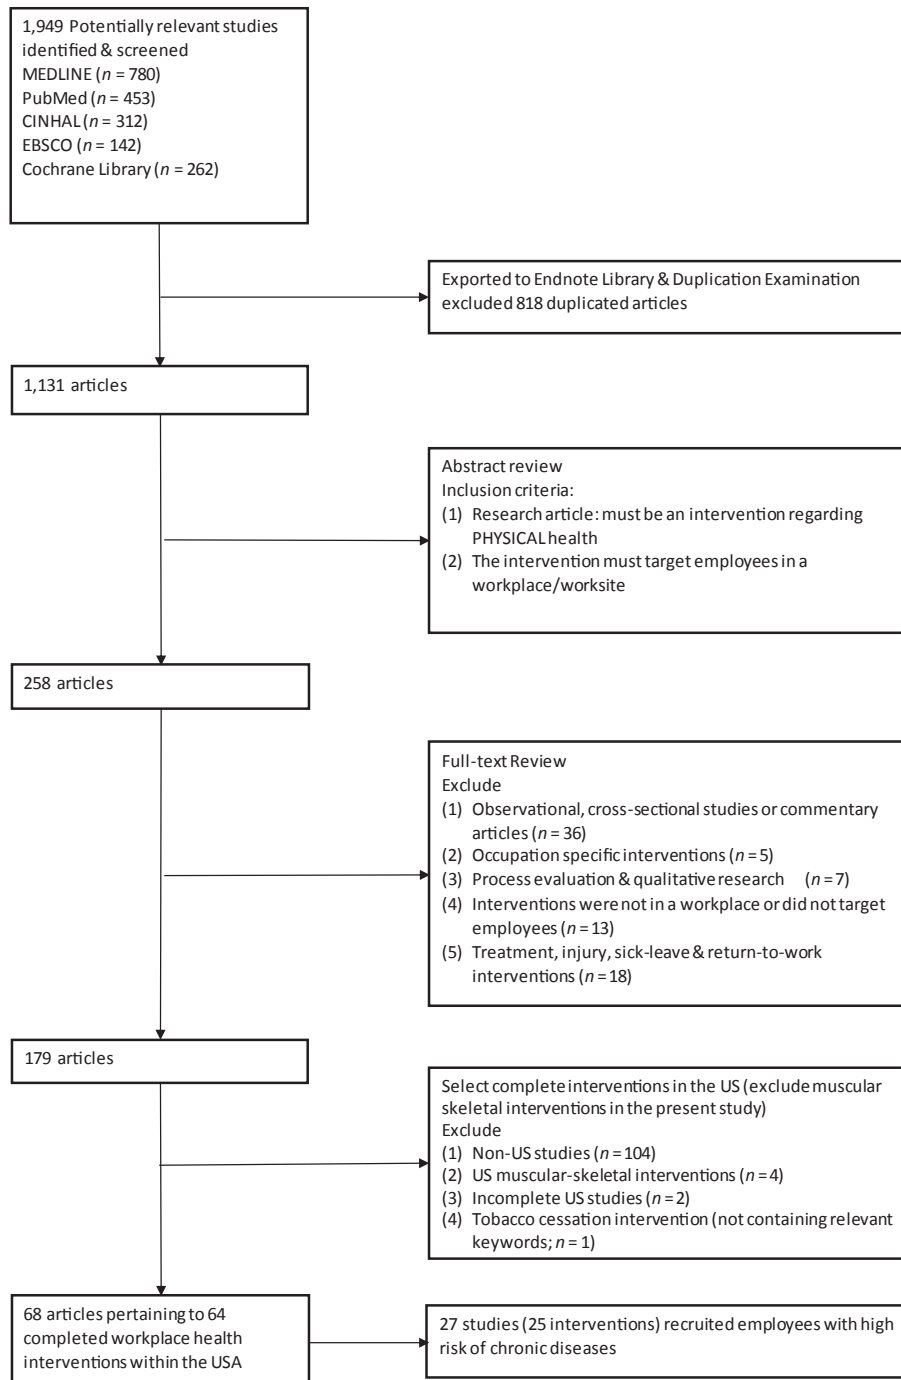 1,949 Potentially relevant studies
identified & screened
MEDLINE (n = 780)
PubMed (n = 453)
CINHAL (n = 312)
EBSCO (n = 142)
Cochrane Library (n = 262)
Exported to Endnote Library & Duplication Examination
excluded 818 duplicated articles
1,131 articles
Abstract review
Inclusion criteria:
(1) Research article: must be an intervention regarding
PHYSICAL health
(2) The intervention must target employees in a
workplace/worksite
258 articles
Full-text Review
Exclude
(1) Observational, cross-sectional studies or commentary
articles (n = 36)
(2) Occupation specific interventions (n = 5)
(3) Process evaluation & qualitative research (n = 7)
(4) Interventions were not in a workplace or did not target
employees (n = 13)
(5) Treatment, injury, sick-leave & return-to-work
interventions (n = 18)
179 articles
Select complete interventions in the US (exclude muscular
skeletal interventions in the present study)
Exclude
(1) Non-US studies (n = 104)
(2) US muscular-skeletal interventions (n = 4)
(3) Incomplete US studies (n = 2)
(4) Tobacco cessation intervention (not containing relevant
keywords; n = 1)
68 articles pertaining to 64
completed workplace health
interventions within the USA
27 studies (25 interventions) recruited employees with high
risk of chronic diseases